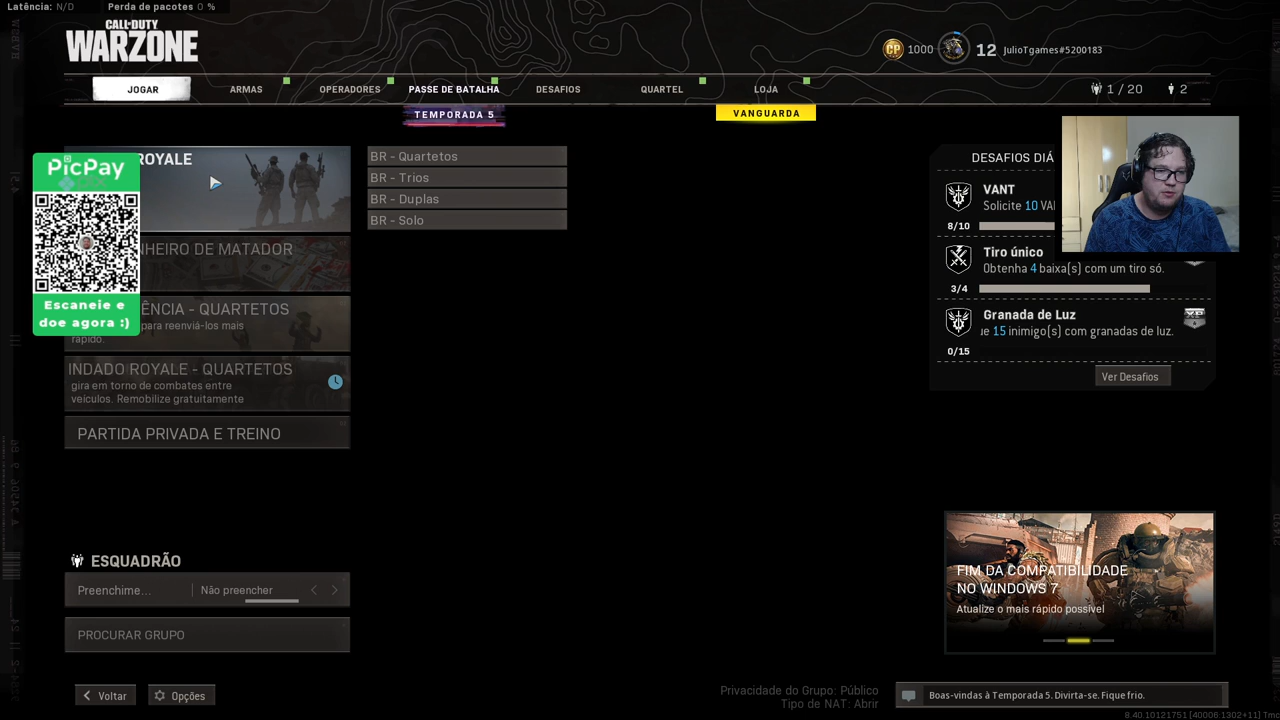 Latência: N/D Perda de pacotes 0 %
CALL OF DUTY
WARZONE
CP 1000 12 JulioTgames#5200183
JOGAR ARMAS OPERADORES PASSE DE BATALHA DESAFIOS QUARTEL LOJA 1 / 20 2
TEMPORADA 5 VANGUARDA
ROYALE
PicPay
Escaneie e
doe agora :)
NHEIRO DE MATADOR
ÊNCIA - QUARTETOS
para reenviá-los mais
rápido.
INDADO ROYALE - QUARTETOS
gira em torno de combates entre
veículos. Remobilize gratuitamente
PARTIDA PRIVADA E TREINO
BR - Quartetos
BR - Trios
BR - Duplas
BR - Solo
DESAFIOS DIÁ
VANT
Solicite 10 VA
8/10
Tiro único
Obtenha 4 baixa(s) com um tiro só.
3/4
Granada de Luz
ue 15 inimigo(s) com granadas de luz.
0/15
Ver Desafios
ESQUADRÃO
Preenchime... Não preencher
PROCURAR GRUPO
FIM DA COMPATIBILIDADE
NO WINDOWS 7
Atualize o mais rápido possível
Voltar Opções
Privacidade do Grupo: Público
Tipo de NAT: Abrir
Boas-vindas à Temporada 5. Divirta-se. Fique frio.
8.40.10121751 [40006:1302+11] Tmc